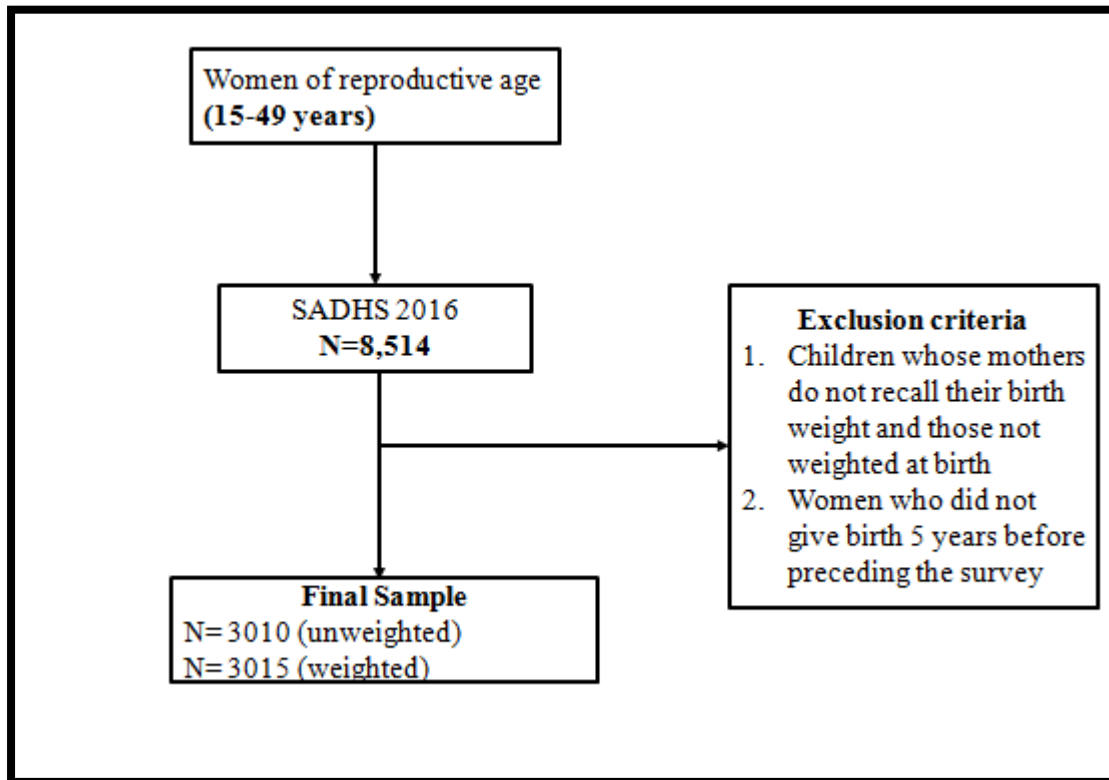 Women of reproductive age
(15-49 years)
SADHS 2016
N=8,514
Exclusion criteria
1. Children whose mothers
do not recall their birth
weight and those not
weighted at birth
2. Women who did not
give birth 5 years before
preceding the survey
Final Sample
N= 3010 (unweighted)
N= 3015 (weighted)